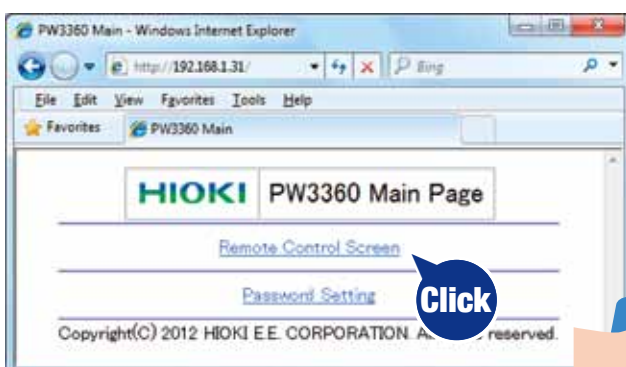 PW3360 Main - Windows Internet Explorer
http://192.168.1.31/
Bing
File Edit View Favorites Tools Help
Favorites
PW3360 Main
HIOKI PW3360 Main Page
Remote Control Screen
Password Setting
Click
Copyright(C) 2012 HIOKI E.E. CORPORATION. A reserved.